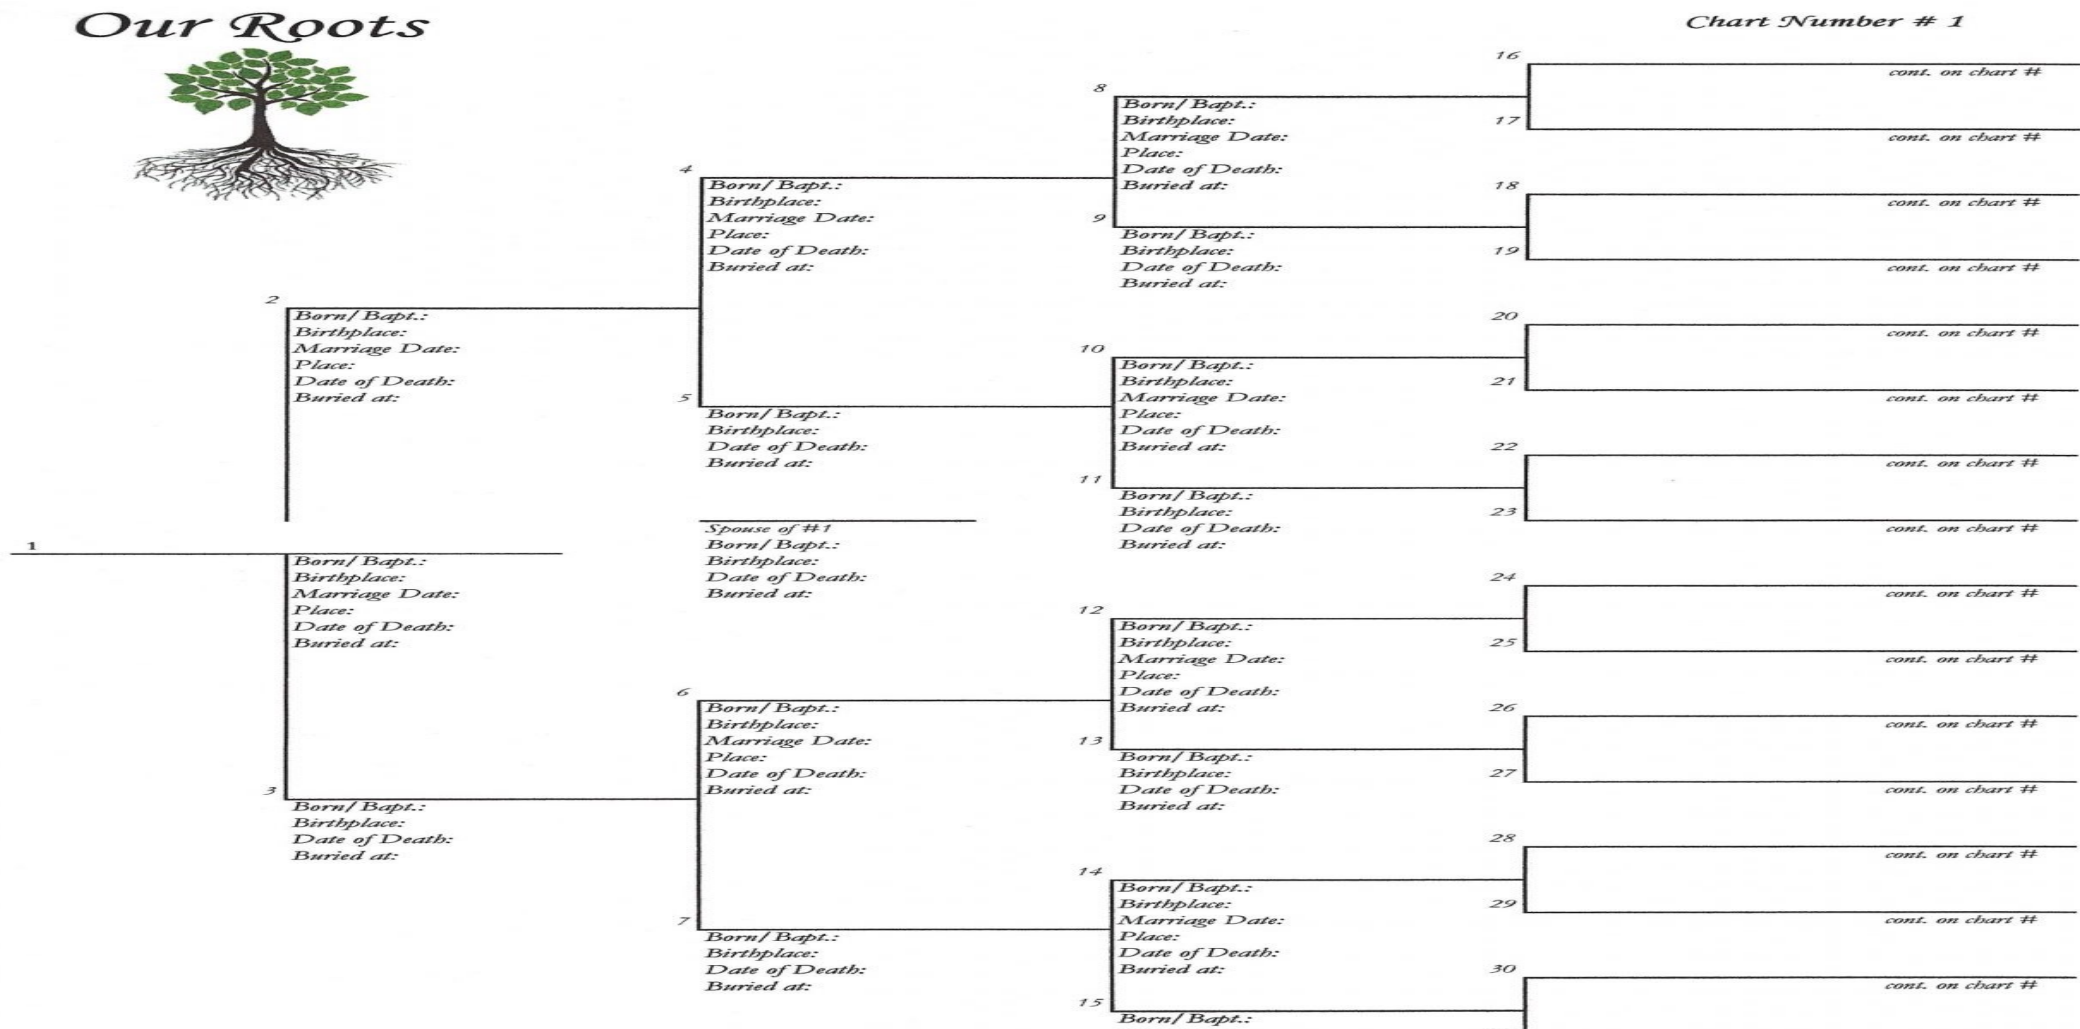 Our Roots
Chart Number # 1
1
Born/ Bapt.:
Birthplace:
Marriage Date:
Place:
Date of Death:
Buried at:
2
Born/ Bapt.:
Birthplace:
Marriage Date:
Place:
Date of Death:
Buried at:
3
Born/ Bapt.:
Birthplace:
Date of Death:
Buried at:
4
Born/ Bapt.:
Birthplace:
Marriage Date:
Place:
Date of Death:
Buried at:
5
Born/ Bapt.:
Birthplace:
Date of Death:
Buried at:
Spouse of #1
Born/ Bapt.:
Birthplace:
Date of Death:
Buried at:
6
Born/ Bapt.:
Birthplace:
Marriage Date:
Place:
Date of Death:
Buried at:
7
Born/ Bapt.:
Birthplace:
Date of Death:
Buried at:
8
Born/ Bapt.:
Birthplace:
Marriage Date:
Place:
Date of Death:
Buried at:
9
Born/ Bapt.:
Birthplace:
Date of Death:
Buried at:
10
Born/ Bapt.:
Birthplace:
Marriage Date:
Place:
Date of Death:
Buried at:
11
Born/ Bapt.:
Birthplace:
Date of Death:
Buried at:
12
Born/ Bapt.:
Birthplace:
Marriage Date:
Place:
Date of Death:
Buried at:
13
Born/ Bapt.:
Birthplace:
Date of Death:
Buried at:
14
Born/ Bapt.:
Birthplace:
Marriage Date:
Place:
Date of Death:
Buried at:
15
Born/ Bapt.:
16
cont. on chart #
17
cont. on chart #
18
cont. on chart #
19
cont. on chart #
20
cont. on chart #
21
cont. on chart #
22
cont. on chart #
23
cont. on chart #
24
cont. on chart #
25
cont. on chart #
26
cont. on chart #
27
cont. on chart #
28
cont. on chart #
29
cont. on chart #
30
cont. on chart #